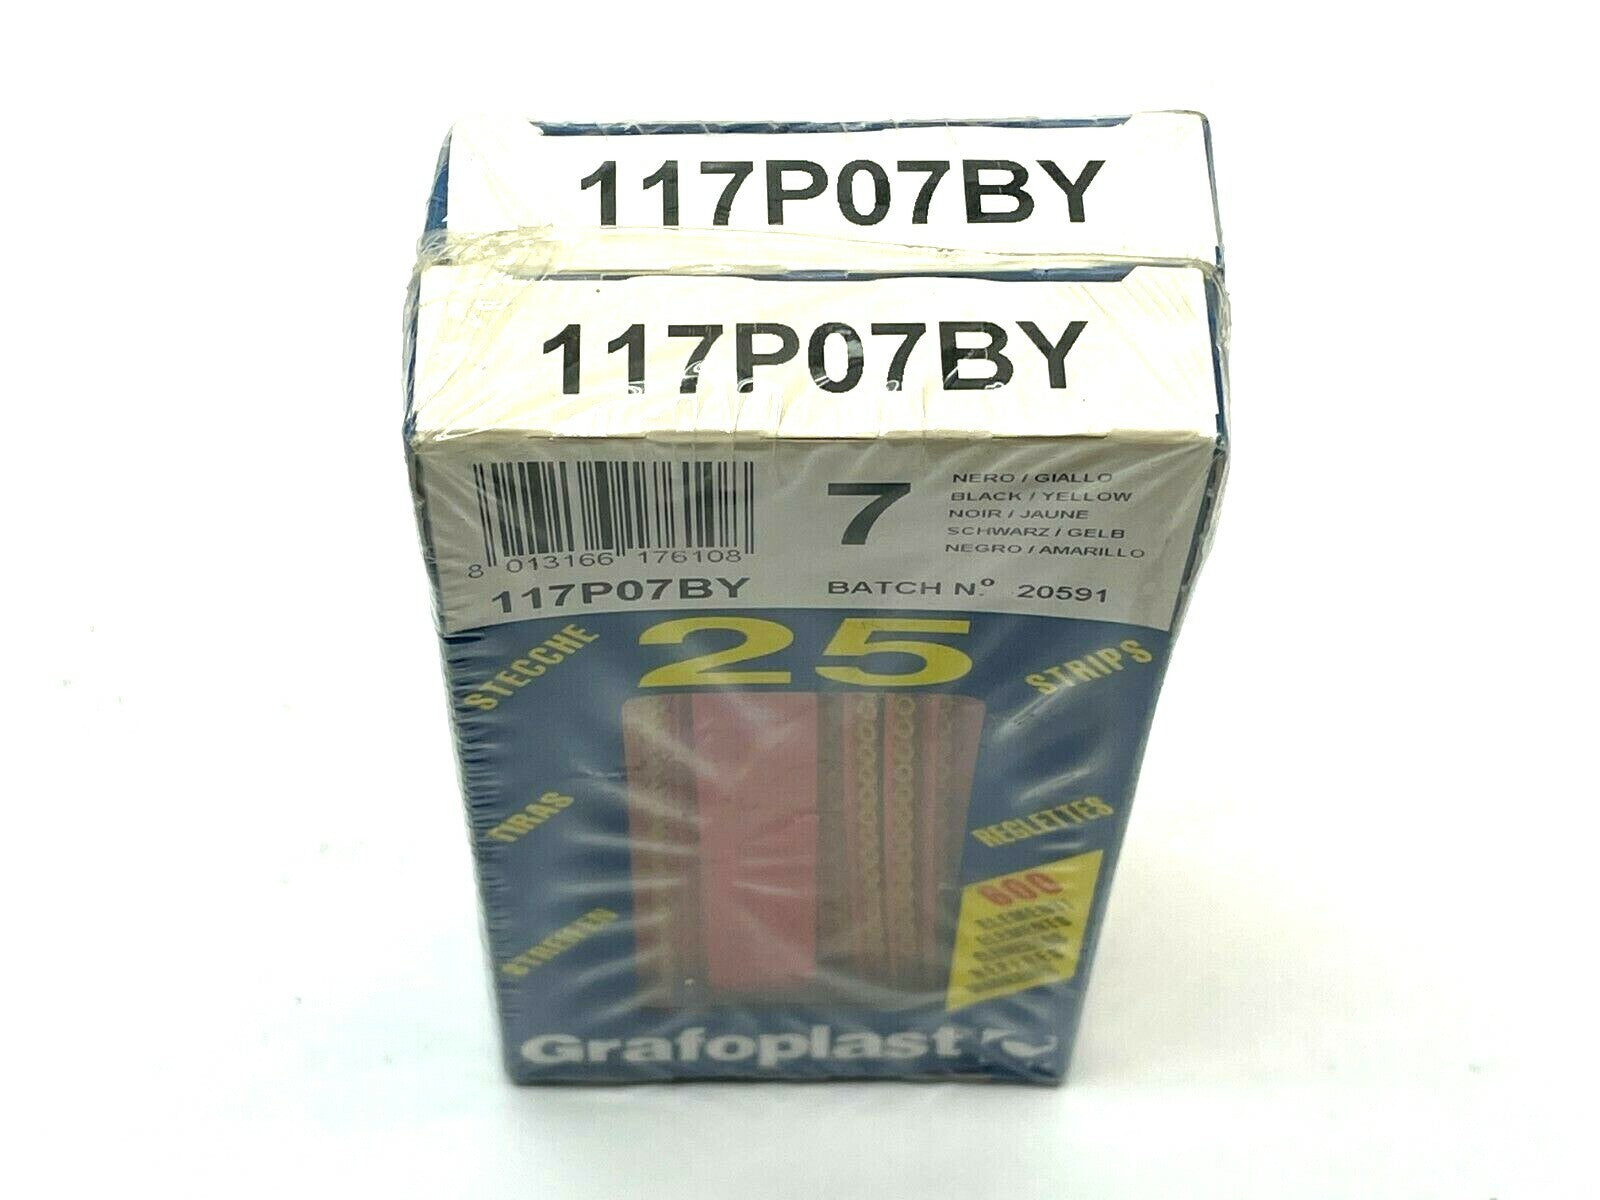 117P07BY
117P07BY
7
NERO / GIALLO
BLACK / YELLOW
NOIR / JAUNE
SCHWARZ / GELB
NEGRO / AMARILLO
8 013166 176108
117P07BY
BATCH Nº. 20591
25
STECCHE
STRIPS
TIRAS
REGLETTES
STREIFEN
600
ELEMENTI
Grafoplast